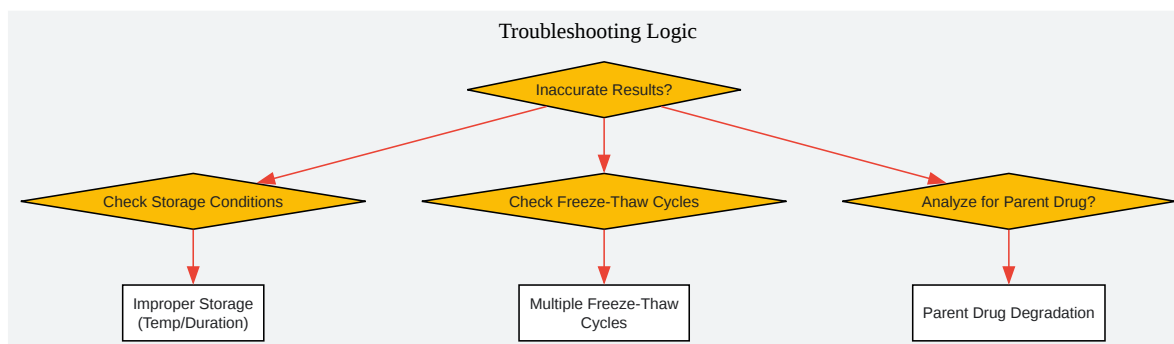 Troubleshooting Logic
Inaccurate Results?
Check Storage Conditions
Check Freeze-Thaw Cycles
Analyze for Parent Drug?
Improper Storage
(Temp/Duration)
Multiple Freeze-Thaw
Cycles
Parent Drug Degradation